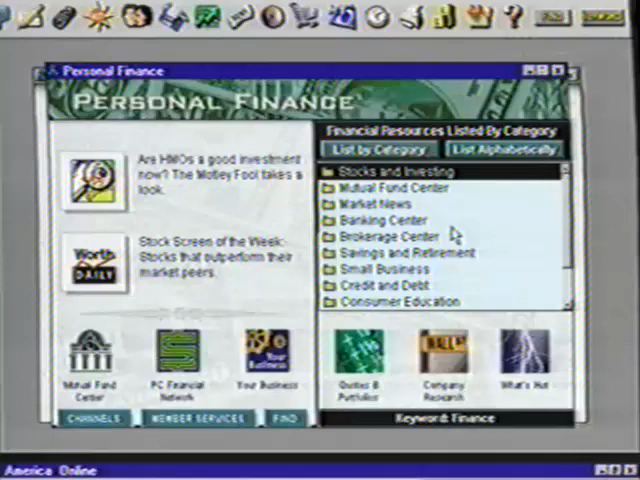 Personal Finance
PERSONAL FINANCE
Financial Resources Listed By Category
List by Category
List Alphabetically
Are HMOs a good investment
now? The Motley Fool takes a
look.
Worth
DAILY
Stock Screen of the Week:
Stocks that outperform their
market peers.
Stocks and Investing
Mutual Fund Center
Market News
Banking Center
Brokerage Center
Savings and Retirement
Small Business
Credit and Debt
Consumer Education
Your
Business
WALL ST
Mutual Fund
Center
PC Financial
Network
Your Business
Quotes &
Portfolios
Company
Research
What's Hot
CHANNELS
MEMBER SERVICES
FIND
Keyword: Finance
America Online